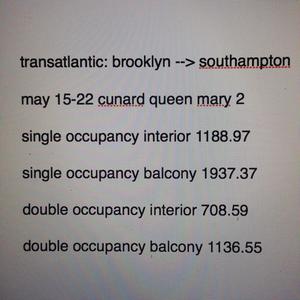 transatlantic: brooklyn --> southampton
may 15-22 cunard queen mary 2
single occupancy interior 1188.97
single occupancy balcony 1937.37
double occupancy interior 708.59
double occupancy balcony 1136.55